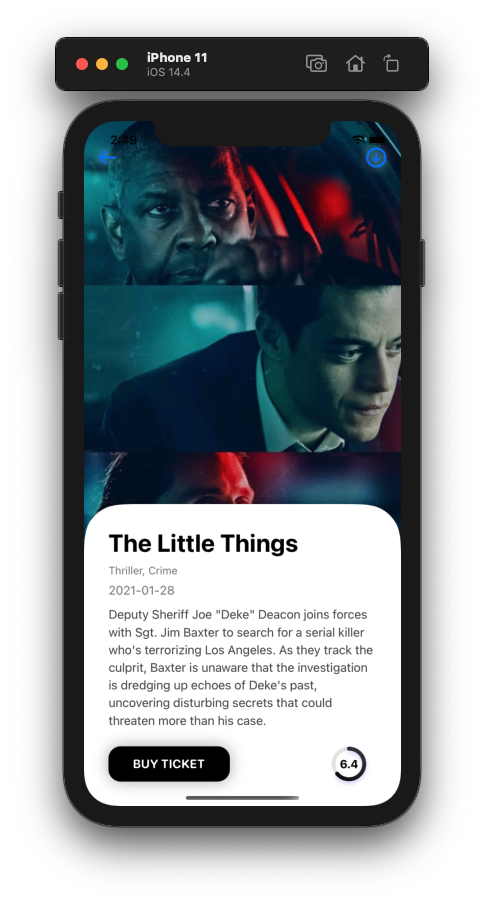 iPhone 11
iOS 14.4
2:49
The Little Things
Thriller, Crime
2021-01-28
Deputy Sheriff Joe "Deke" Deacon joins forces
with Sgt. Jim Baxter to search for a serial killer
who's terrorizing Los Angeles. As they track the
culprit, Baxter is unaware that the investigation
is dredging up echoes of Deke's past,
uncovering disturbing secrets that could
threaten more than his case.
BUY TICKET
6.4